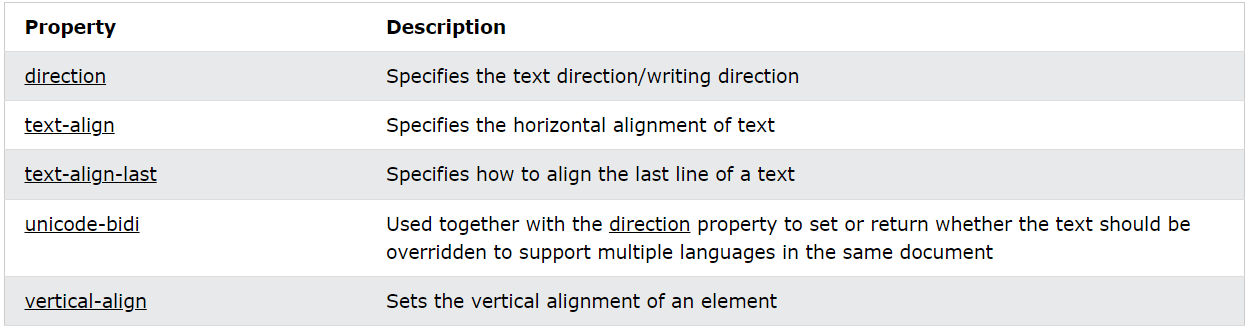 Property Description
direction Specifies the text direction/writing direction
text-align Specifies the horizontal alignment of text
text-align-last Specifies how to align the last line of a text
unicode-bidi Used together with the direction property to set or return whether the text should be
overridden to support multiple languages in the same document
vertical-align Sets the vertical alignment of an element